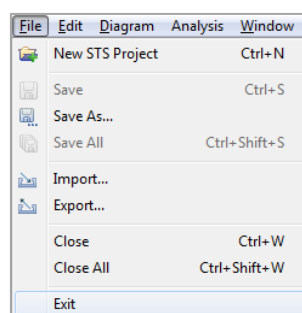 File Edit Diagram Analysis Window
New STS Project Ctrl+N
Save Ctrl+S
Save As...
Save All Ctrl+Shift+S
Import...
Export...
Close Ctrl+W
Close All Ctrl+Shift+W
Exit